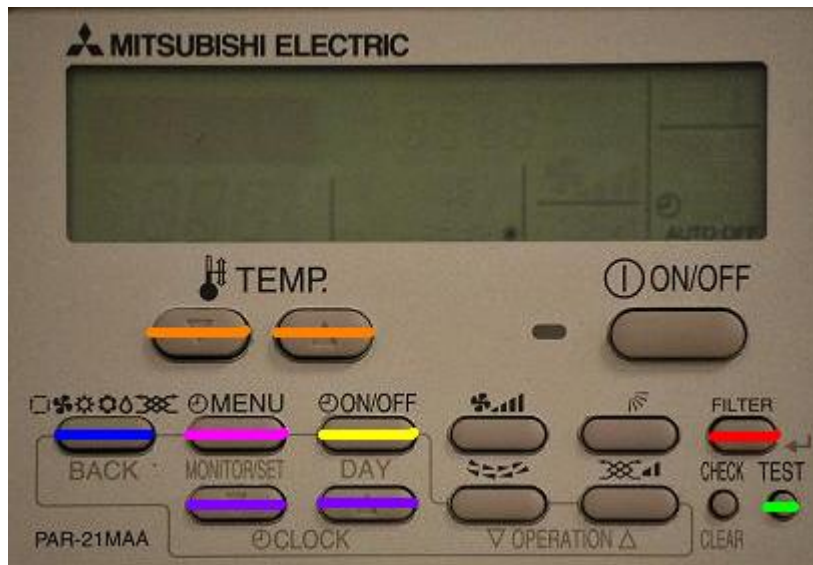 MITSUBISHI ELECTRIC
AUTO OFF
TEMP.
ON/OFF
MENU
ON/OFF
FILTER
BACK
MONITOR/SET
DAY
CHECK
TEST
PAR-21MAA
CLOCK
OPERATION
CLEAR